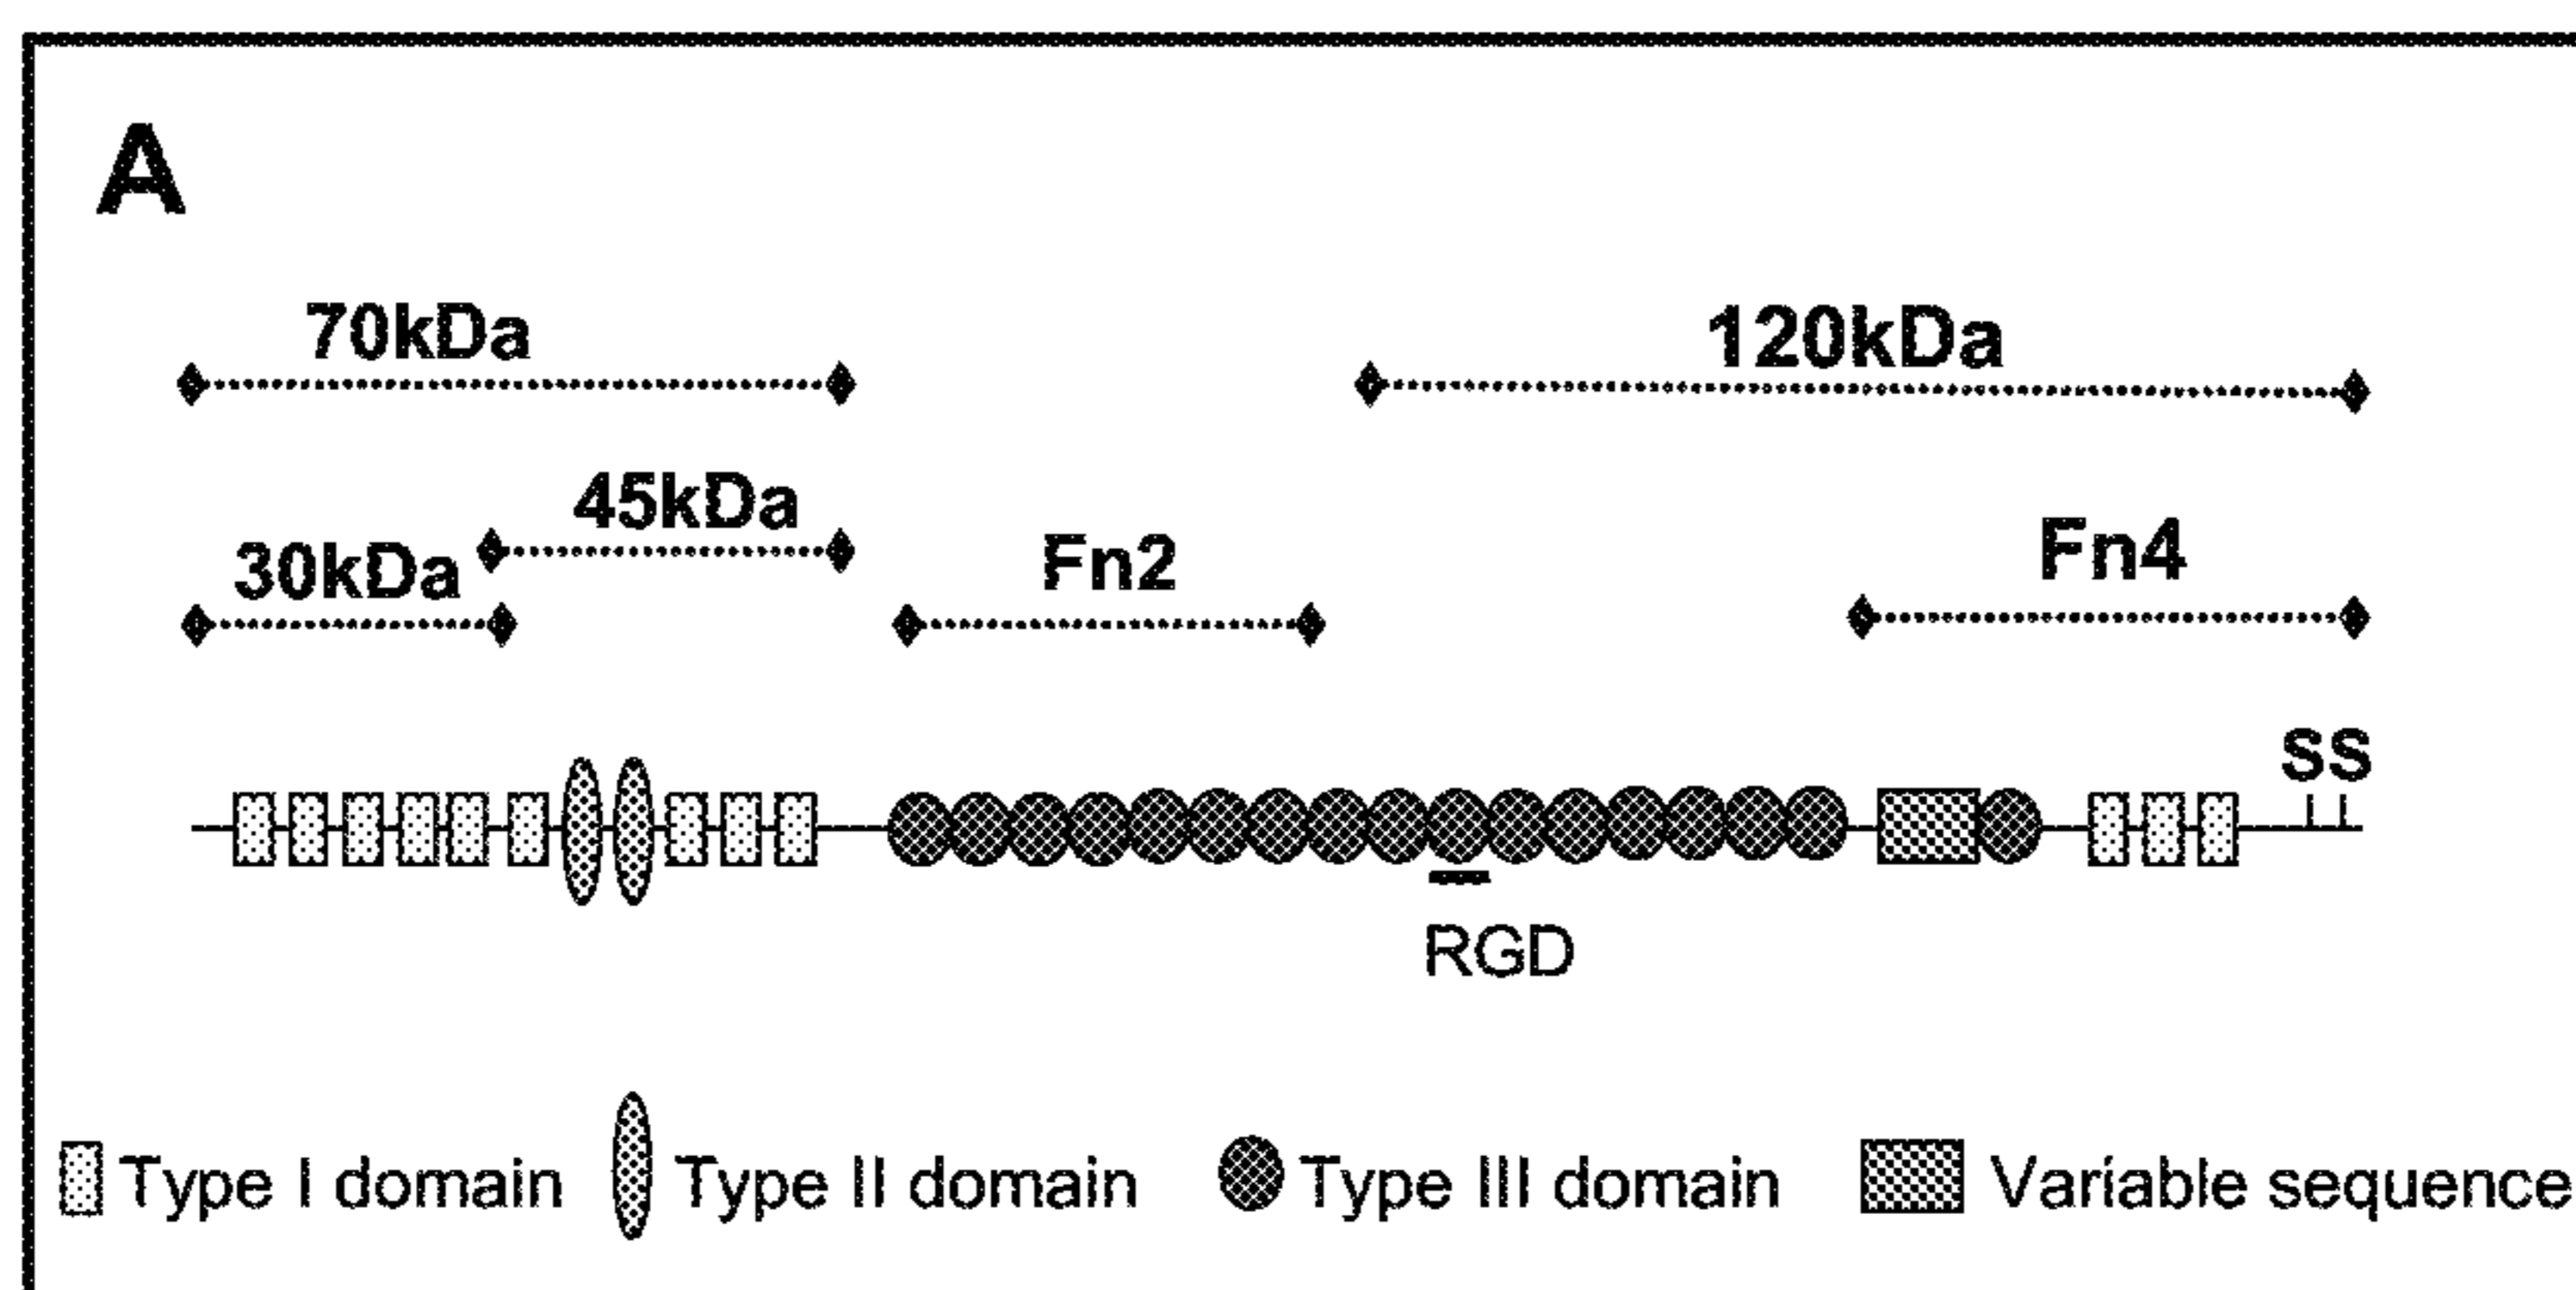 A
70kDa
120kDa
45kDa
30kDa
Fn2
Fn4
SS
RGD
Type I domain
Type II domain
Type III domain
Variable sequence